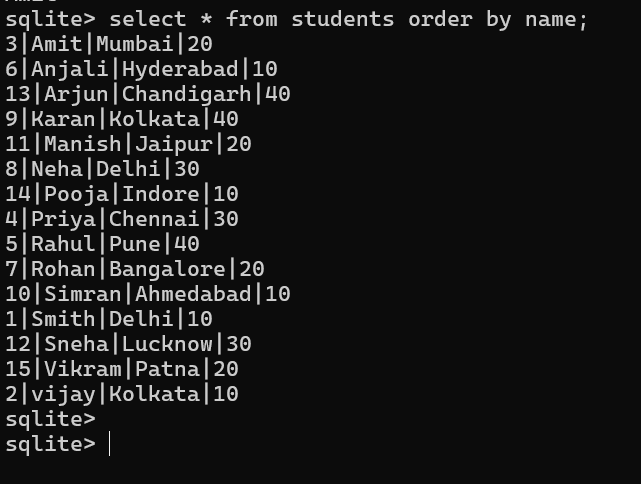 sqlite> select * from students order by name;
3|Amit|Mumbai|20
6|Anjali|Hyderabad|10
13|Arjun|Chandigarh|40
9|Karan|Kolkata|40
11|Manish|Jaipur|20
8|Neha|Delhi|30
14|Pooja|Indore|10
4|Priya|Chennai|30
5|Rahul|Pune|40
7|Rohan|Bangalore|20
10|Simran|Ahmedabad|10
1|Smith|Delhi|10
12|Sneha|Lucknow|30
15|Vikram|Patna|20
2|vijay|Kolkata|10
sqlite>
sqlite>